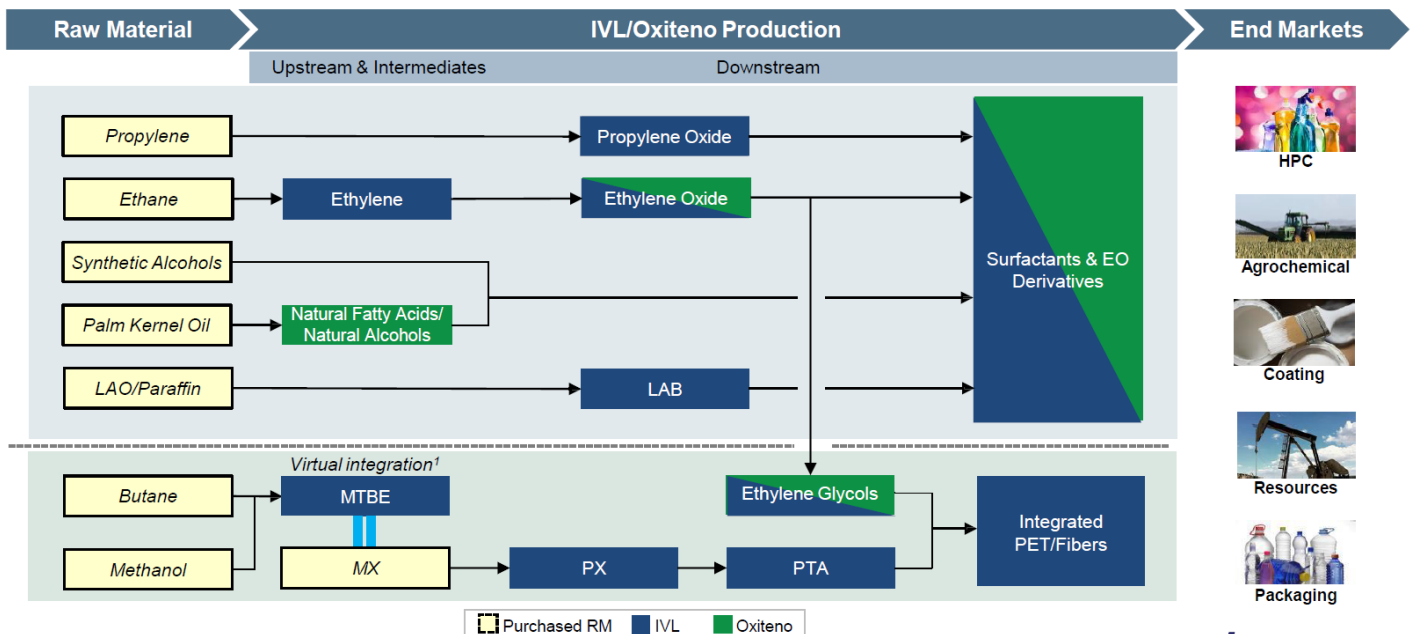 Raw Material
IVL/Oxiteno Production
End Markets
Upstream & Intermediates
Downstream
Propylene
Propylene Oxide
Ethane
Ethylene
Ethylene Oxide
Synthetic Alcohols
Surfactants & EO
Derivatives
Palm Kernel Oil
Natural Fatty Acids/
Natural Alcohols
LAO/Paraffin
LAB
HPC
Agrochemical
Coating
Resources
Packaging
Virtual integration¹
Butane
MTBE
Ethylene Glycols
Integrated
PET/Fibers
Methanol
MX
PX
PTA
Purchased RM
IVL
Oxiteno